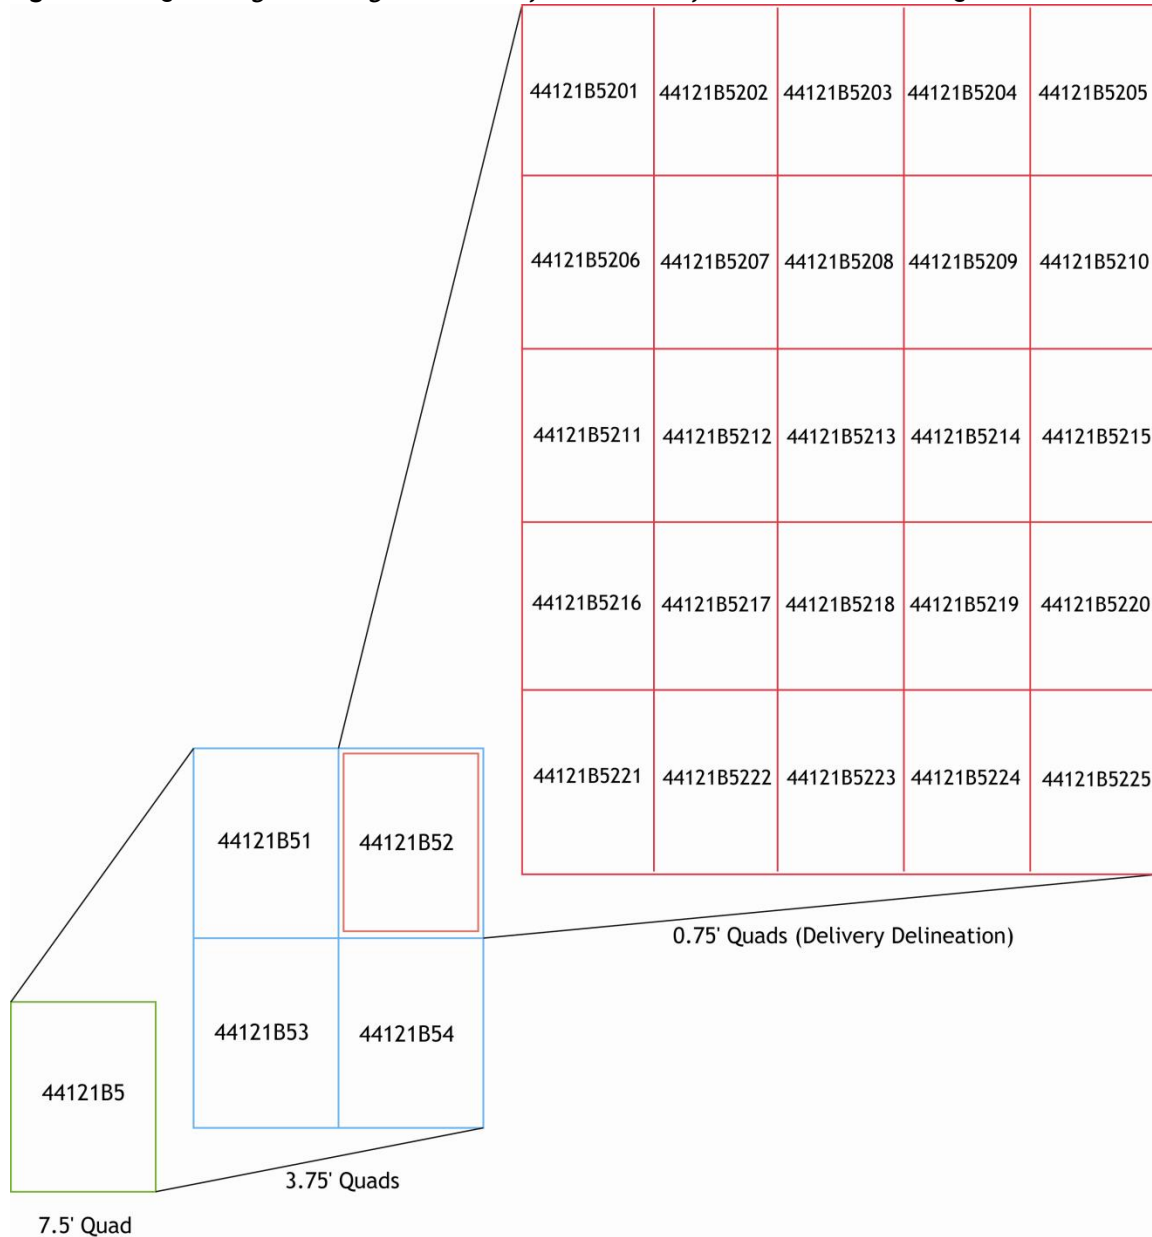 44121B5201 44121B5202 44121B5203 44121B5204 44121B5205
44121B5206 44121B5207 44121B5208 44121B5209 44121B5210
44121B5211 44121B5212 44121B5213 44121B5214 44121B5215
44121B5216 44121B5217 44121B5218 44121B5219 44121B5220
44121B5221 44121B5222 44121B5223 44121B5224 44121B5225
44121B51 44121B52
0.75' Quads (Delivery Delineation)
44121B53 44121B54
44121B5
3.75' Quads
7.5' Quad